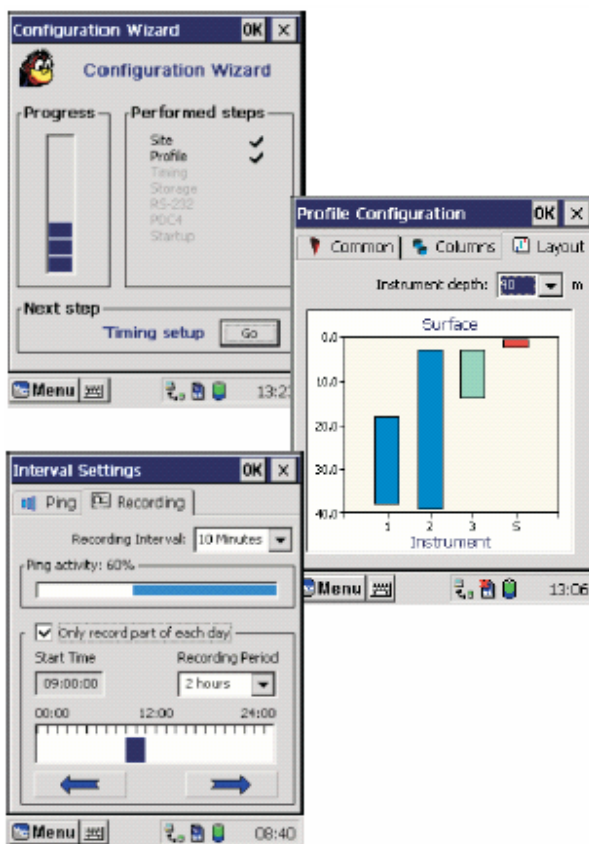 Configuration Wizard OK
Configuration Wizard
Progress
Performed steps
Site
Profile
Timing
Storage
RS-232
PDC4
Startup
Next step
Timing setup Go
Menu
Profile Configuration OK
Common Columns Layout
Instrument depth: m
Surface
0.0
10.0
20.0
30.0
40.0
1 2 3 S
Instrument
Menu 13:06
Interval Settings OK
Ping Recording
Recording Interval: 10 Minutes
Ping activity: 60%
Only record part of each day
Start Time Recording Period
09:00:00 2 hours
00:00 12:00 24:00
Menu 08:40